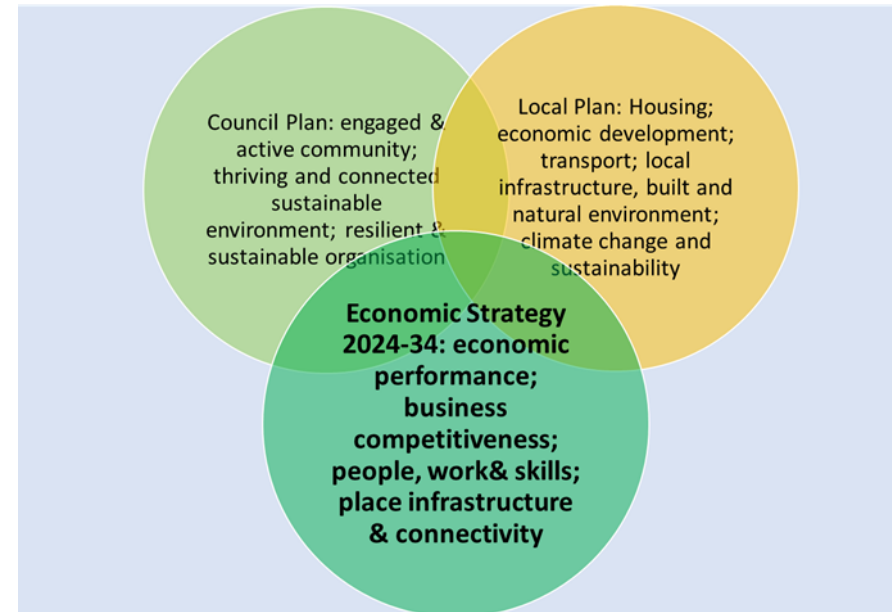 Council Plan: engaged &
active community;
thriving and connected
sustainable
environment; resilient &
sustainable organisation
Local Plan: Housing;
economic development;
transport; local
infrastructure, built and
natural environment;
climate change and
sustainability
Economic Strategy
2024-34: economic
performance;
business
competitiveness;
people, work& skills;
place infrastructure
& connectivity